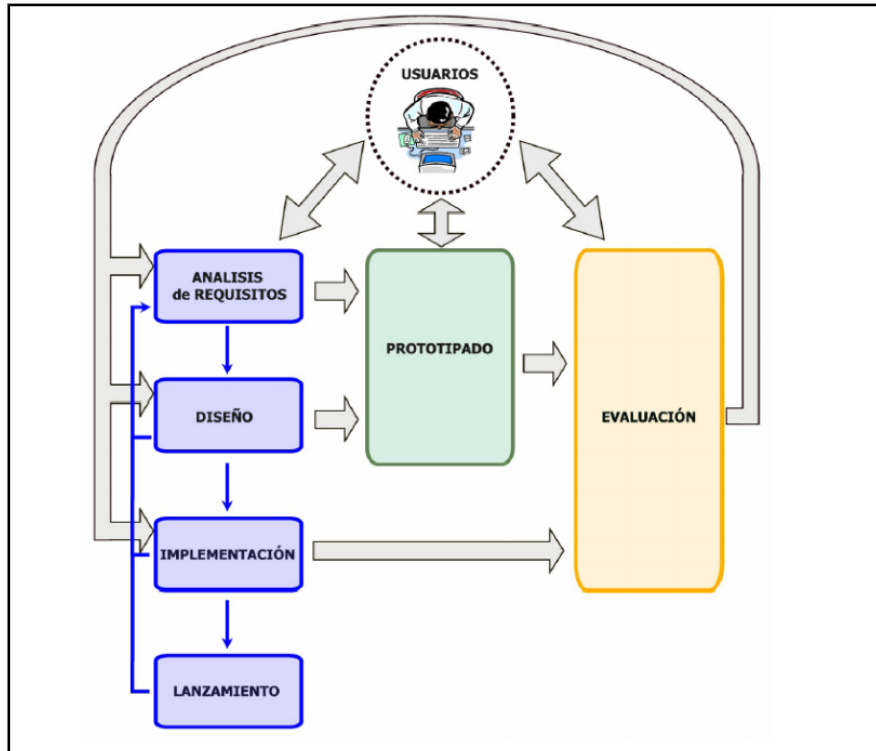 USUARIOS
ANALISIS
de REQUISITOS
PROTOTIPADO
DISEÑO
EVALUACIÓN
IMPLEMENTACIÓN
LANZAMIENTO